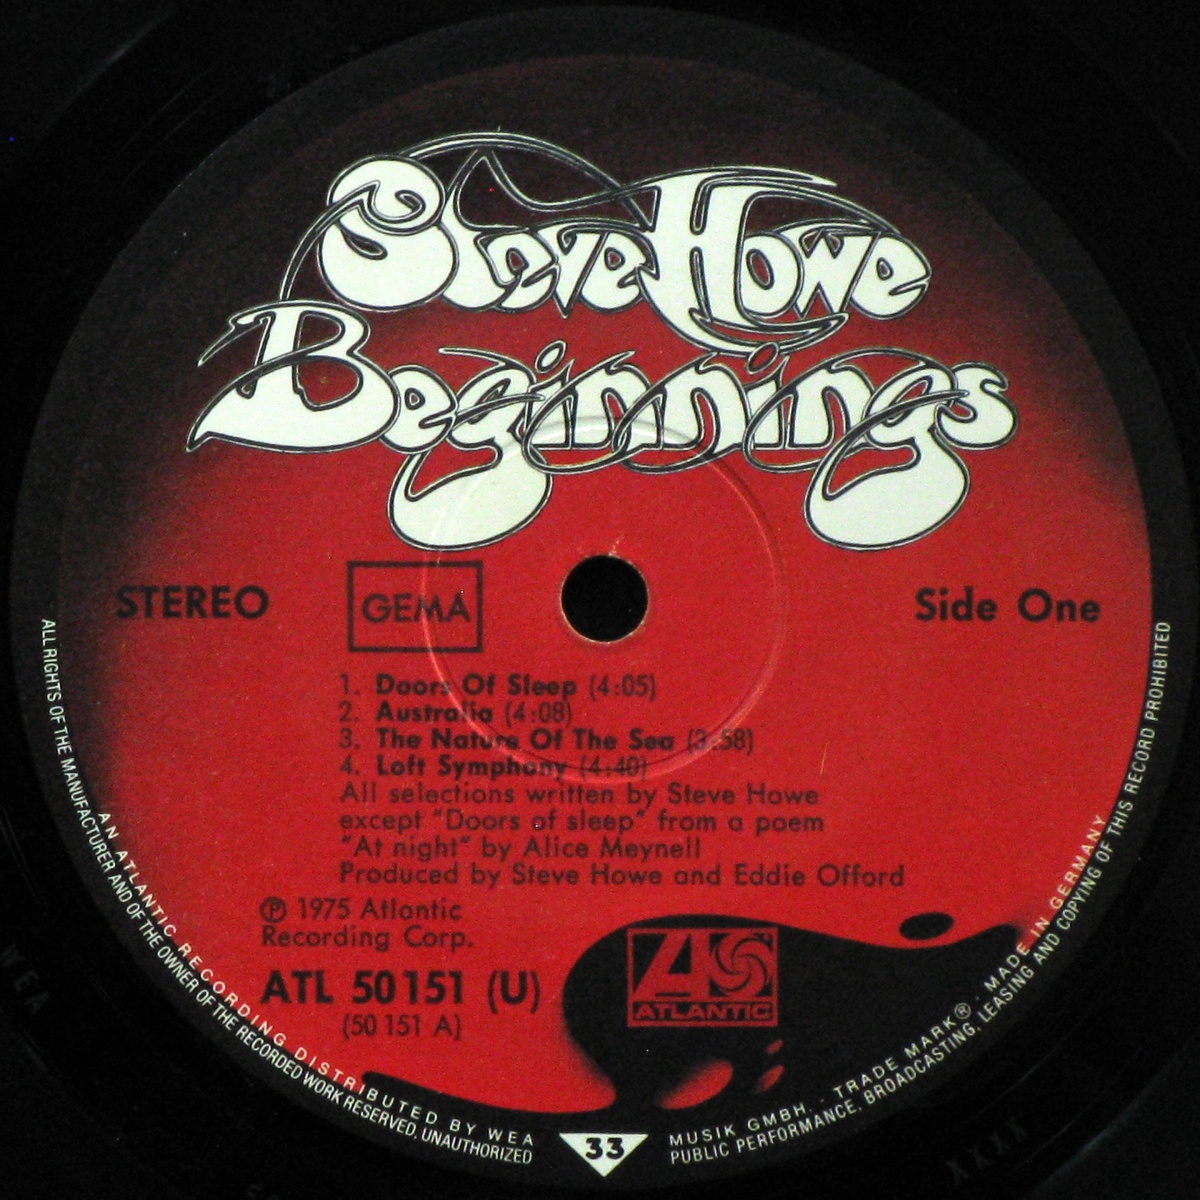 Steve Howe
Beginnings
STEREO
GEMA
Side One
1. Doors Of Sleep (4:05)
2. Australia (4:08)
3. The Nature Of The Sea (3:58)
4. Loft Symphony (4:40)
All selections written by Steve Howe
except "Doors of sleep" from a poem
"At night" by Alice Meynell
Produced by Steve Howe and Eddie Offord
℗ 1975 Atlantic
Recording Corp.
ATL 50151 (U)
(50 151 A)
ATLANTIC
33
AN ATLANTIC RECORDING DISTRIBUTED BY WEA MUSIK GMBH. · TRADE MARK® · MADE IN GERMANY
ALL RIGHTS OF THE MANUFACTURER AND OF THE OWNER OF THE RECORDED WORK RESERVED, UNAUTHORIZED PUBLIC PERFORMANCE, BROADCASTING, LEASING AND COPYING OF THIS RECORD PROHIBITED
WEA
XXXX